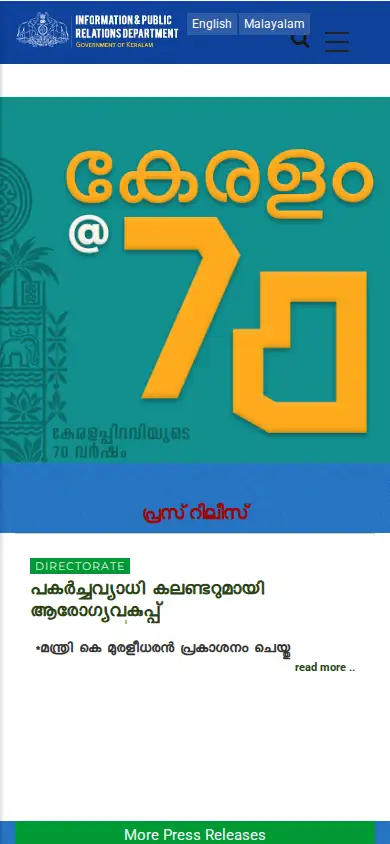 INFORMATION & PUBLIC
RELATIONS DEPARTMENT
GOVERNMENT OF KERALAM
English
Malayalam
കേരളം
@
70
കേരളപ്പിറവിയുടെ
70 വർഷം
പ്രസ് റിലീസ്
DIRECTORATE
പകർച്ചവ്യാധി കലണ്ടറുമായി
ആരോഗ്യവകുപ്പ്
*മന്ത്രി കെ മുരളീധരൻ പ്രകാശനം ചെയ്തു
read more ..
More Press Releases